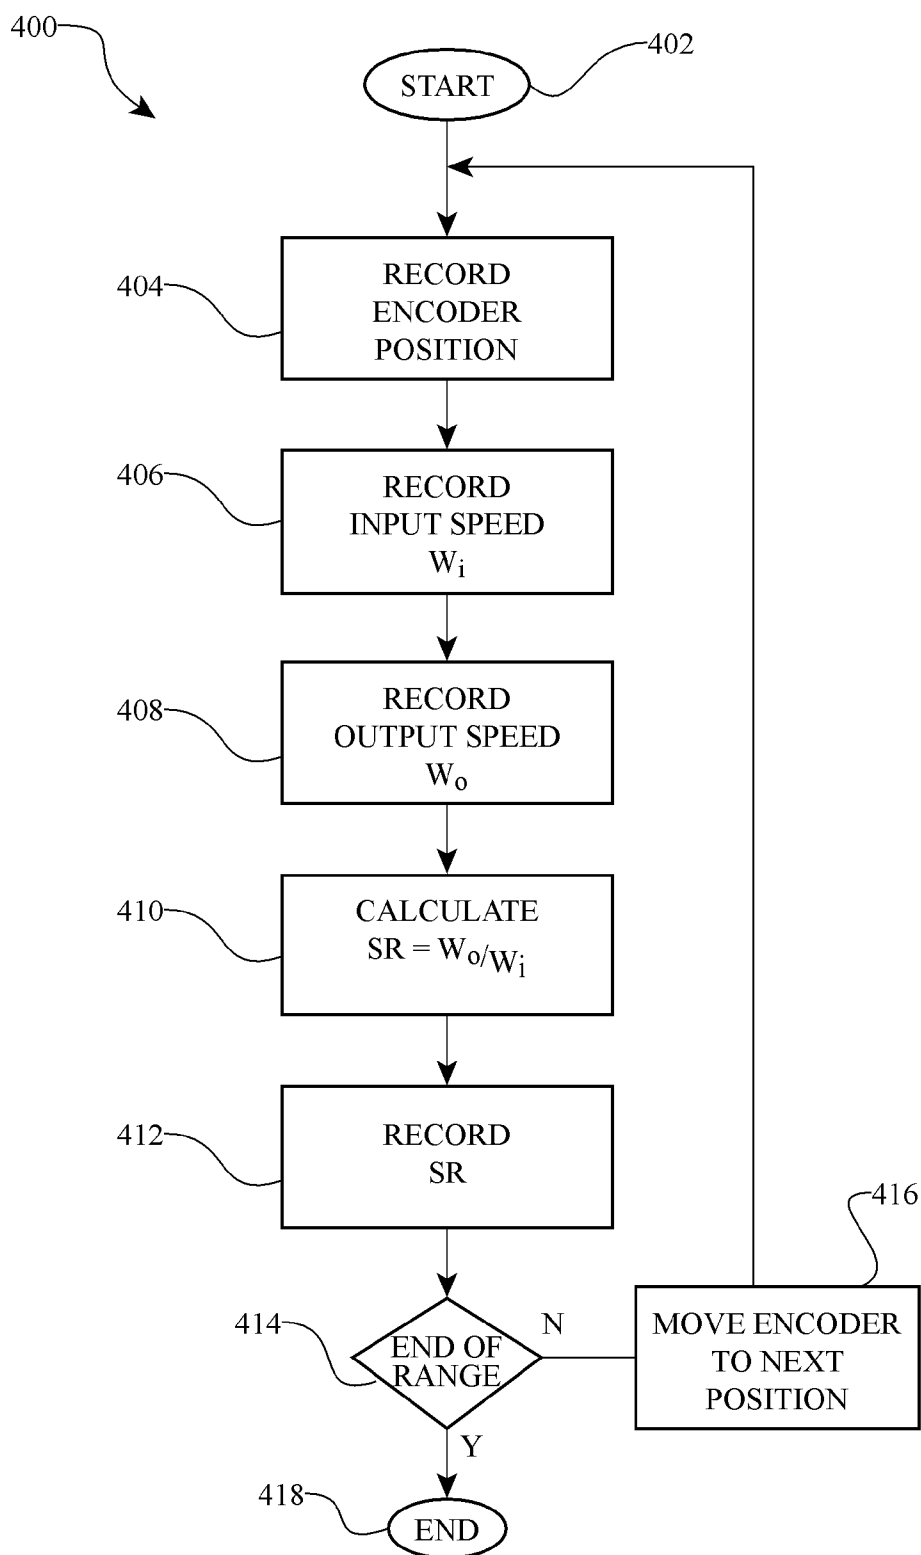 400
402
START
404
RECORD
ENCODER
POSITION
406
RECORD
INPUT SPEED
Wi
408
RECORD
OUTPUT SPEED
Wo
410
CALCULATE
SR = Wo/Wi
412
RECORD
SR
416
414
END OF
RANGE
N
MOVE ENCODER
TO NEXT
POSITION
Y
418
END